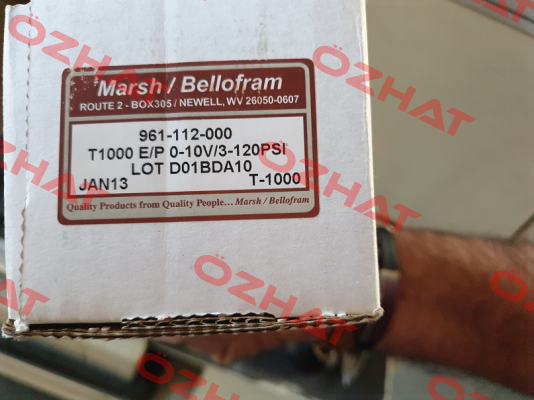 Marsh / Bellofram
ROUTE 2 - BOX305 / NEWELL, WV 26050-0607
961-112-000
T1000 E/P 0-10V/3-120PSI
LOT D01BDA10
JAN13 T-1000
Quality Products from Quality People... Marsh / Bellofram
ÖZHAT
ÖZHAT
ÖZHAT
ÖZHAT
ÖZHAT
ÖZHAT
ÖZHAT